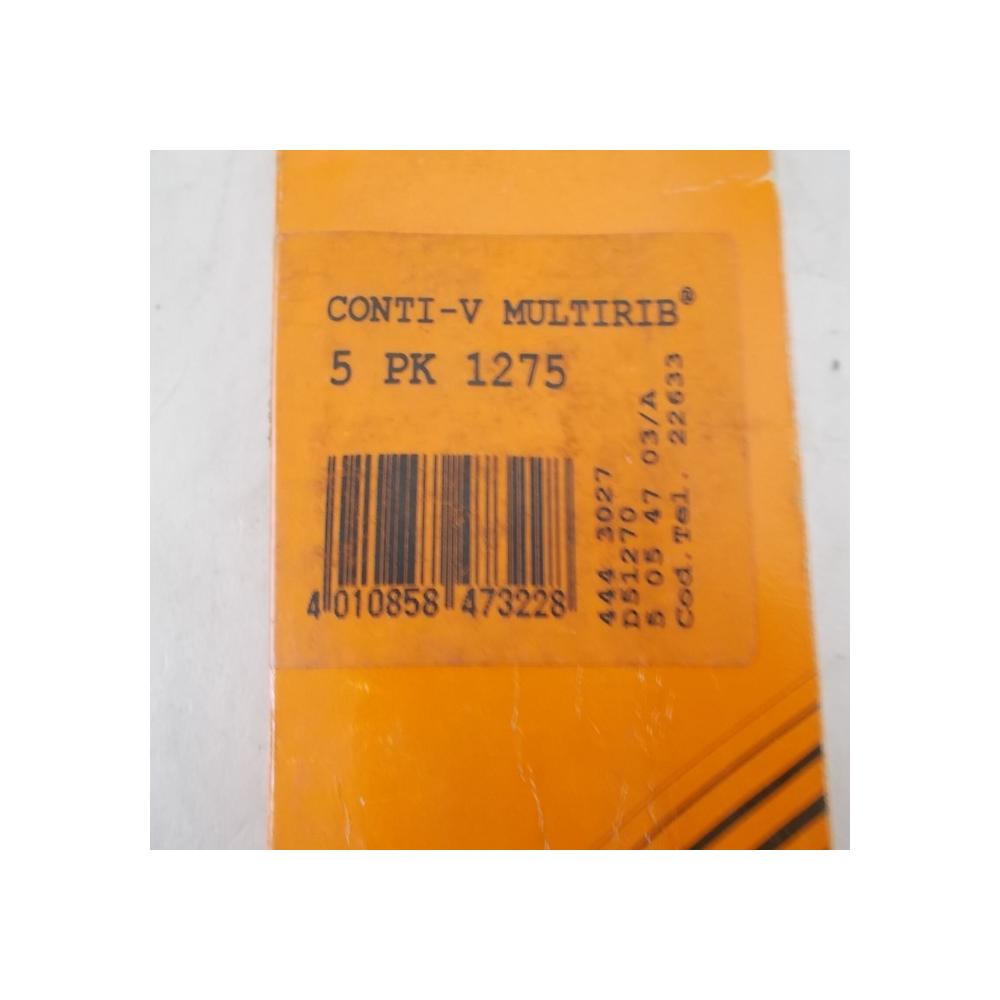 CONTI-V MULTIRIB®
5 PK 1275
4 010858 473228
444 3027
D51270
5 05 47 03/A
Cod.Tel. 22633